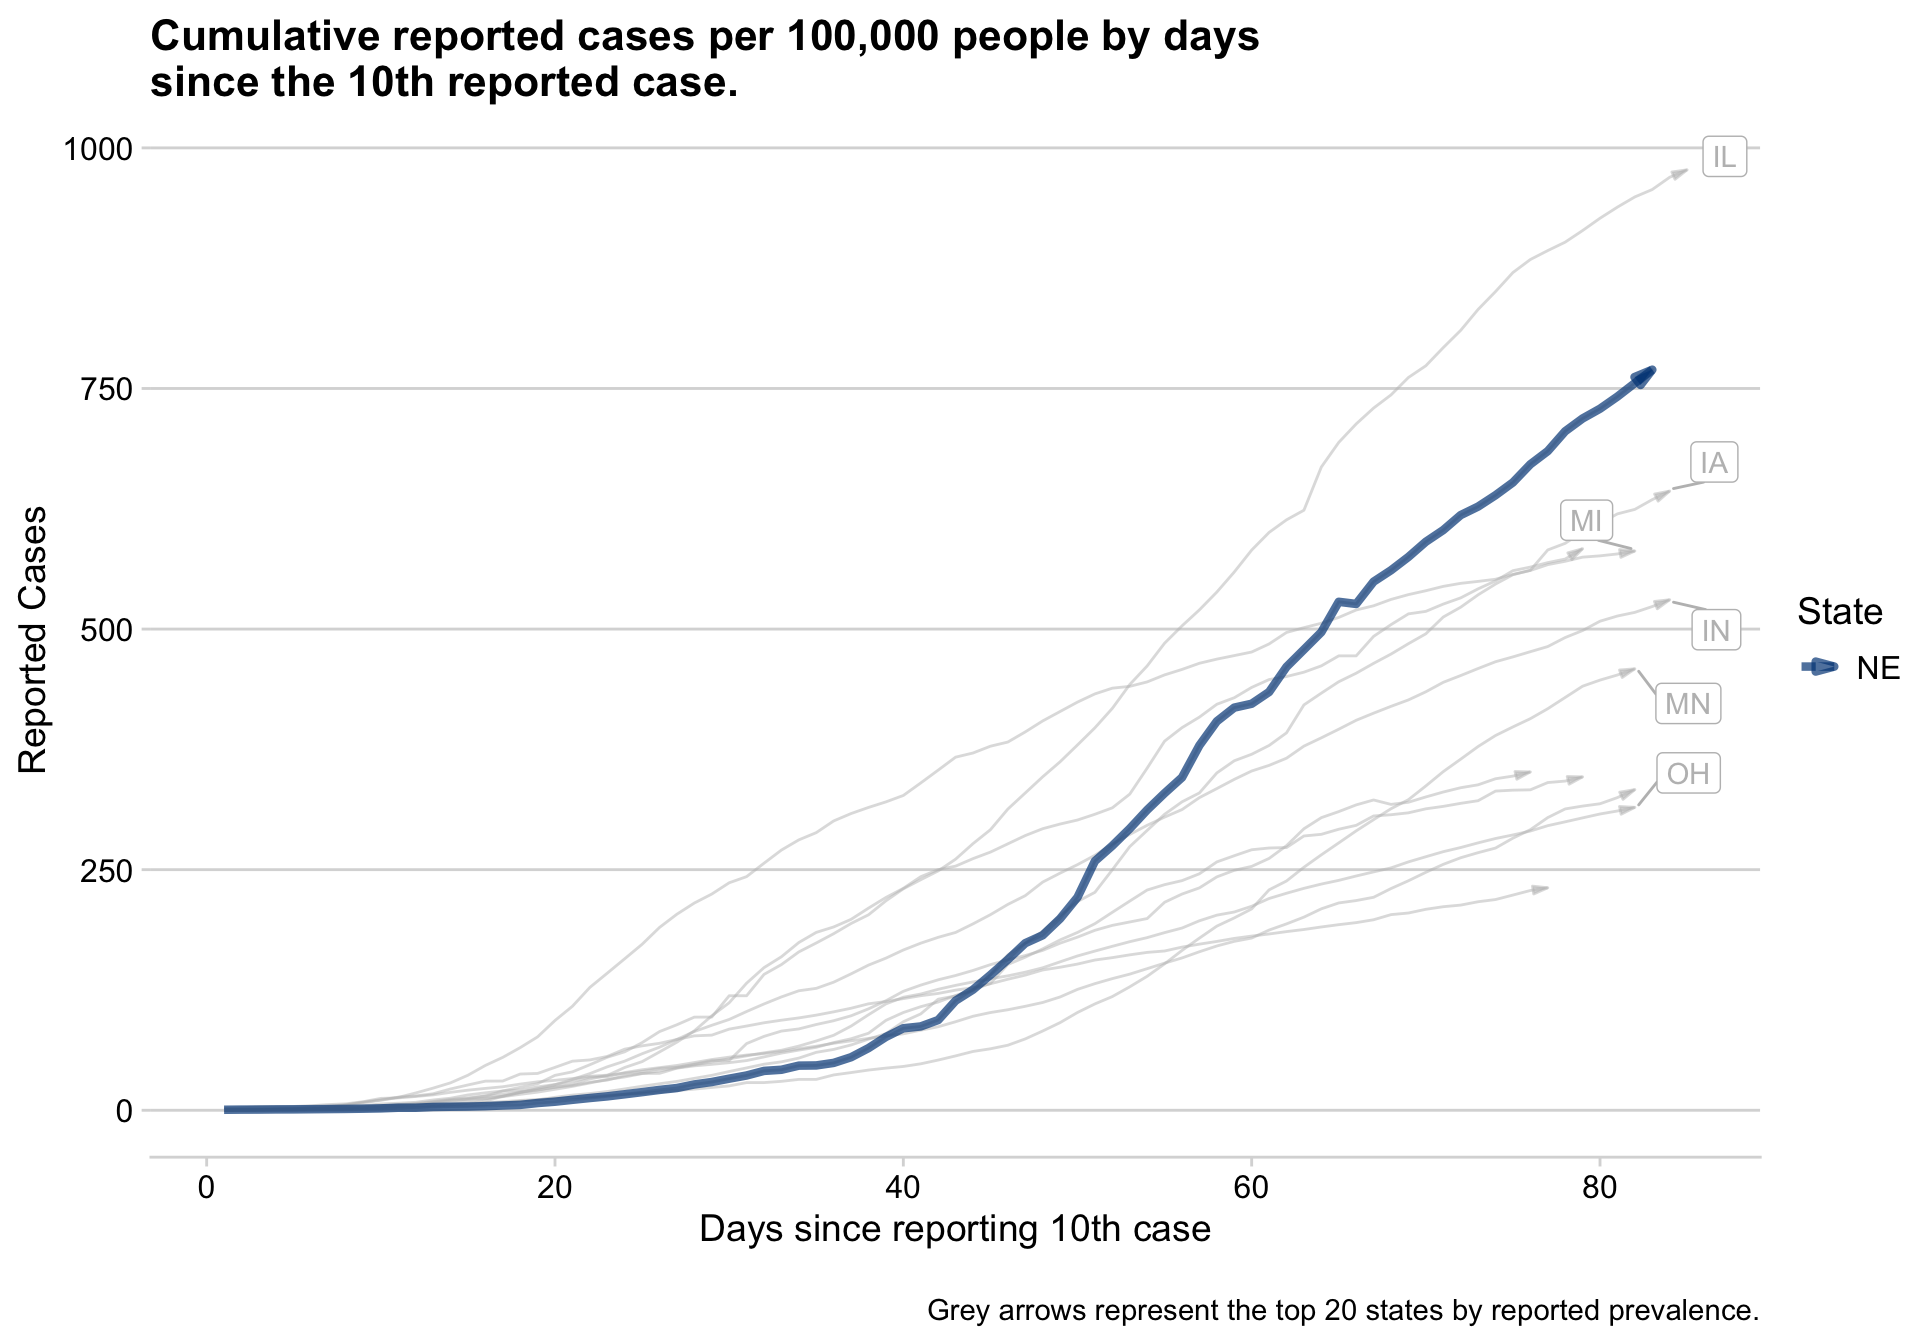 Cumulative reported cases per 100,000 people by days
since the 10th reported case.
1000
750
500
250
0
Reported Cases
IL
IA
MI
IN
MN
OH
State
NE
0
20
40
60
80
Days since reporting 10th case
Grey arrows represent the top 20 states by reported prevalence.